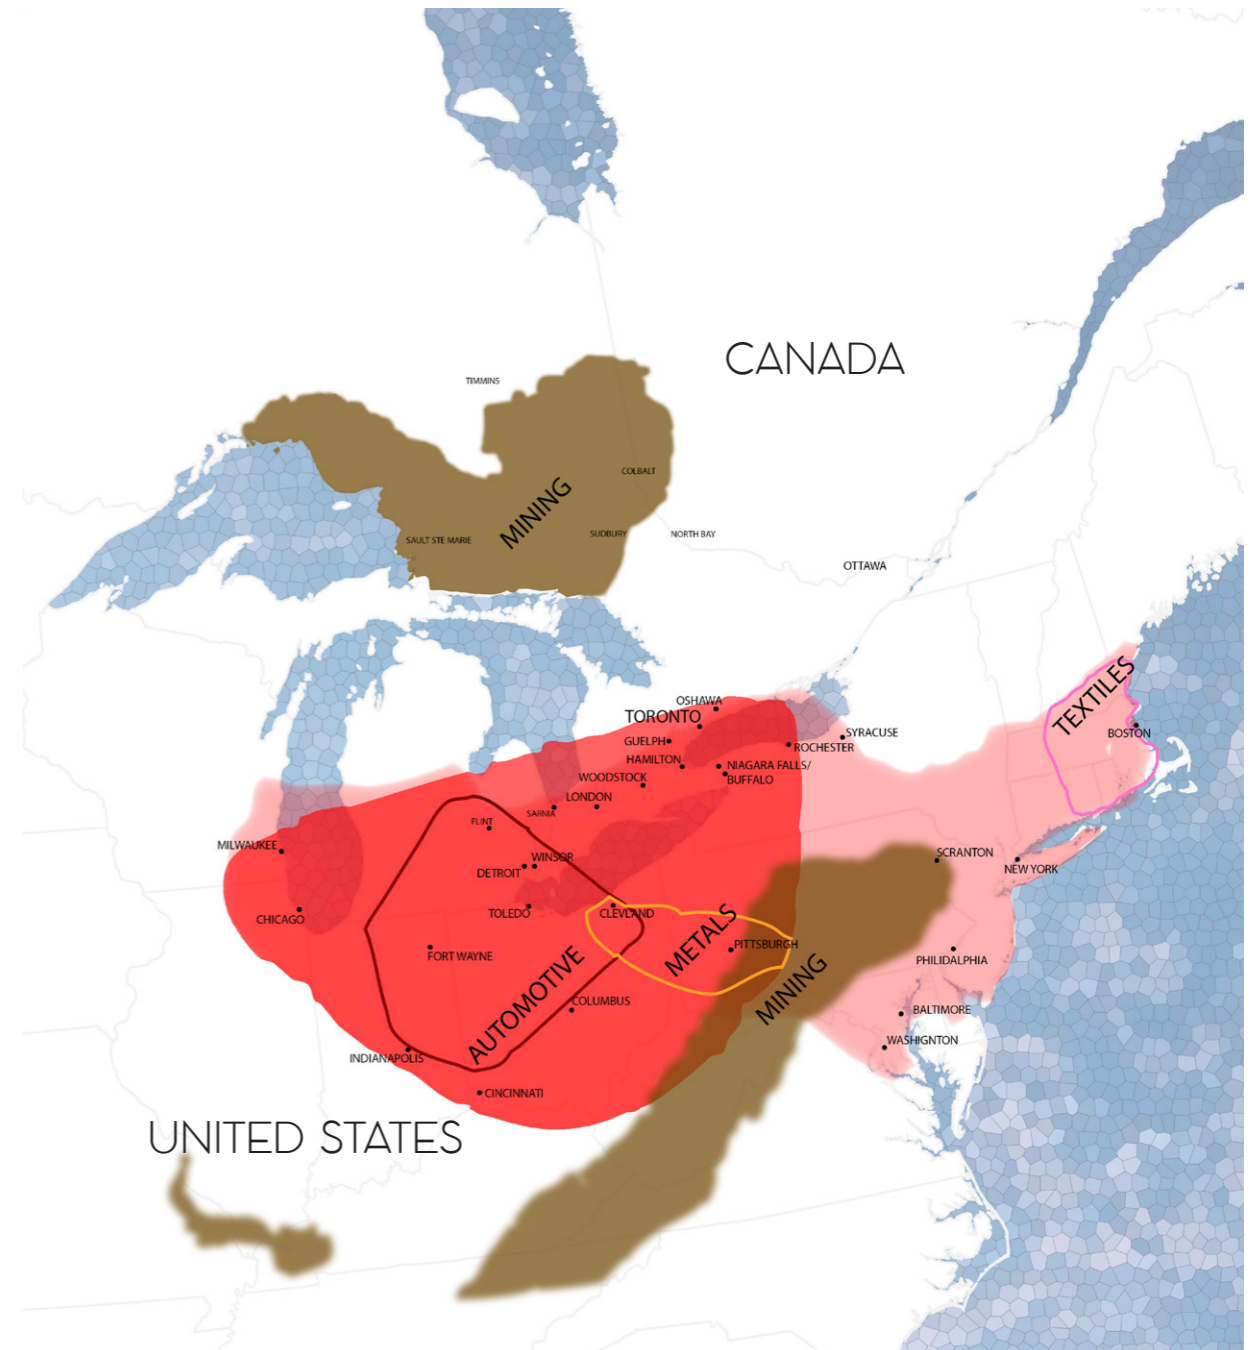 CANADA
TIMMINS
COLBALT
MINING
SAULT STE MARIE
SUDBURY
NORTH BAY
OTTAWA
TEXTILES
OSHAWA
TORONTO
BOSTON
SYRACUSE
GUELPH
ROCHESTER
HAMILTON
NIAGARA FALLS/
BUFFALO
WOODSTOCK
LONDON
SARNIA
FLINT
MILWAUKEE
WINSOR
DETROIT
SCRANTON
NEW YORK
TOLEDO
CLEVLAND
CHICAGO
METALS
PITTSBURGH
FORT WAYNE
PHILIDALPHIA
MINING
AUTOMOTIVE
COLUMBUS
BALTIMORE
WASHIGNTON
INDIANAPOLIS
CINCINNATI
UNITED STATES